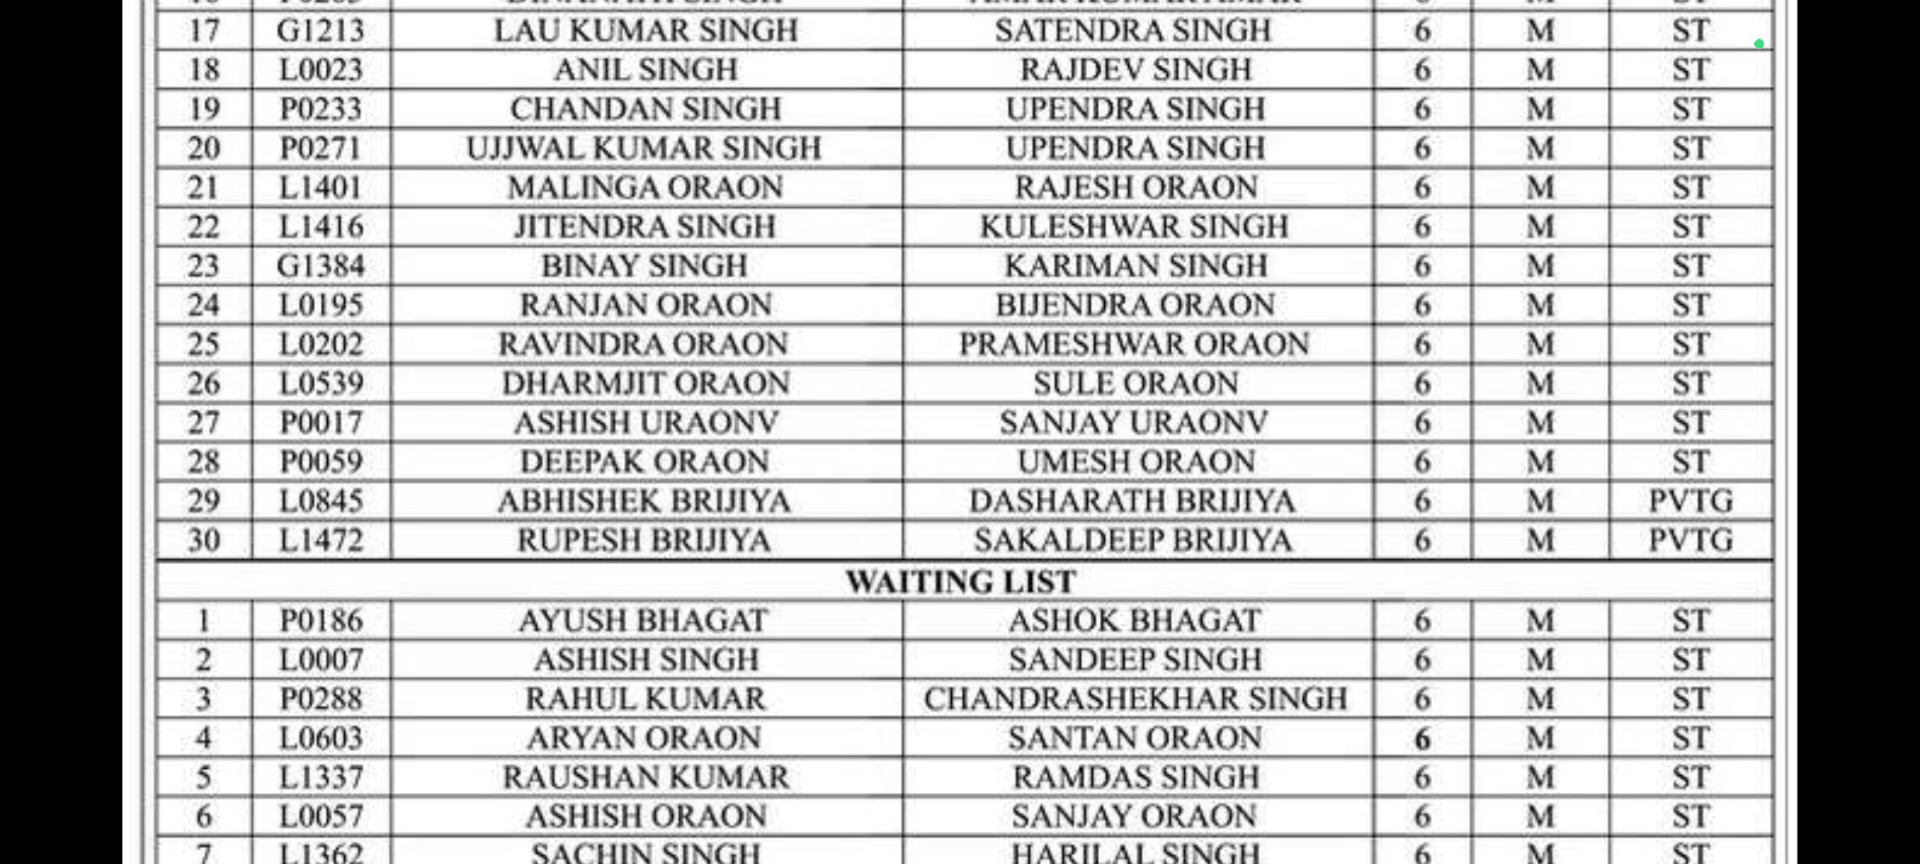 17 G1213 LAU KUMAR SINGH SATENDRA SINGH 6 M ST
18 L0023 ANIL SINGH RAJDEV SINGH 6 M ST
19 P0233 CHANDAN SINGH UPENDRA SINGH 6 M ST
20 P0271 UJJWAL KUMAR SINGH UPENDRA SINGH 6 M ST
21 L1401 MALINGA ORAON RAJESH ORAON 6 M ST
22 L1416 JITENDRA SINGH KULESHWAR SINGH 6 M ST
23 G1384 BINAY SINGH KARIMAN SINGH 6 M ST
24 L0195 RANJAN ORAON BIJENDRA ORAON 6 M ST
25 L0202 RAVINDRA ORAON PRAMESHWAR ORAON 6 M ST
26 L0539 DHARMJIT ORAON SULE ORAON 6 M ST
27 P0017 ASHISH URAONV SANJAY URAONV 6 M ST
28 P0059 DEEPAK ORAON UMESH ORAON 6 M ST
29 L0845 ABHISHEK BRIJIYA DASHARATH BRIJIYA 6 M PVTG
30 L1472 RUPESH BRIJIYA SAKALDEEP BRIJIYA 6 M PVTG
WAITING LIST
1 P0186 AYUSH BHAGAT ASHOK BHAGAT 6 M ST
2 L0007 ASHISH SINGH SANDEEP SINGH 6 M ST
3 P0288 RAHUL KUMAR CHANDRASHEKHAR SINGH 6 M ST
4 L0603 ARYAN ORAON SANTAN ORAON 6 M ST
5 L1337 RAUSHAN KUMAR RAMDAS SINGH 6 M ST
6 L0057 ASHISH ORAON SANJAY ORAON 6 M ST
7 L1362 SACHIN SINGH HARILAL SINGH 6 M ST